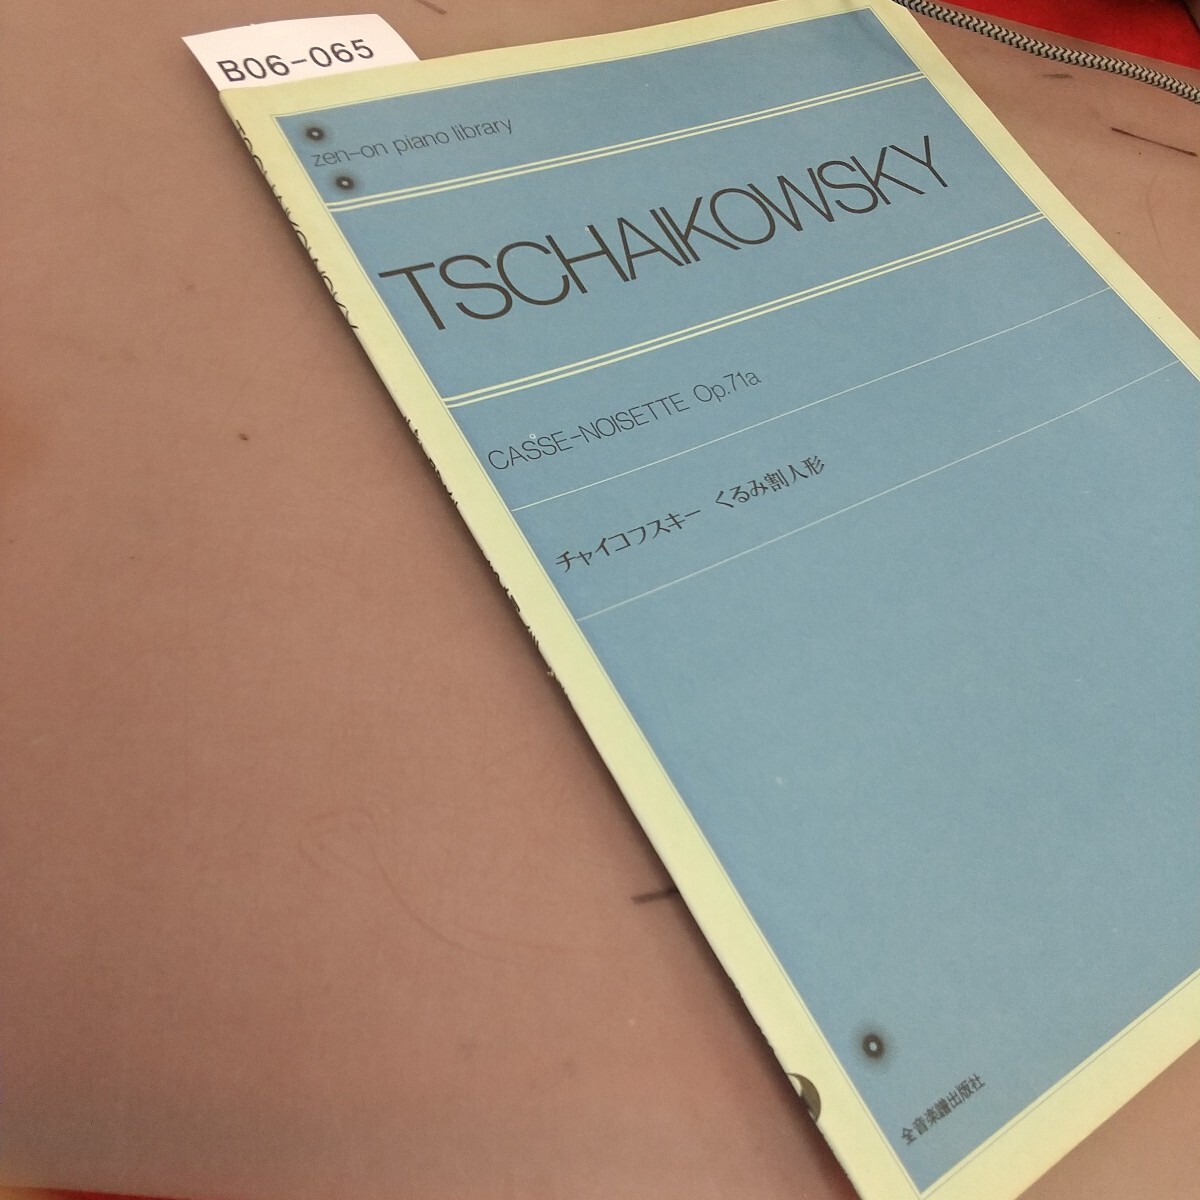 B06-065
zen-on piano library
TSCHAIKOWSKY
CASSE-NOISETTE Op.71a
チャイコフスキー くるみ割人形
全音楽譜出版社